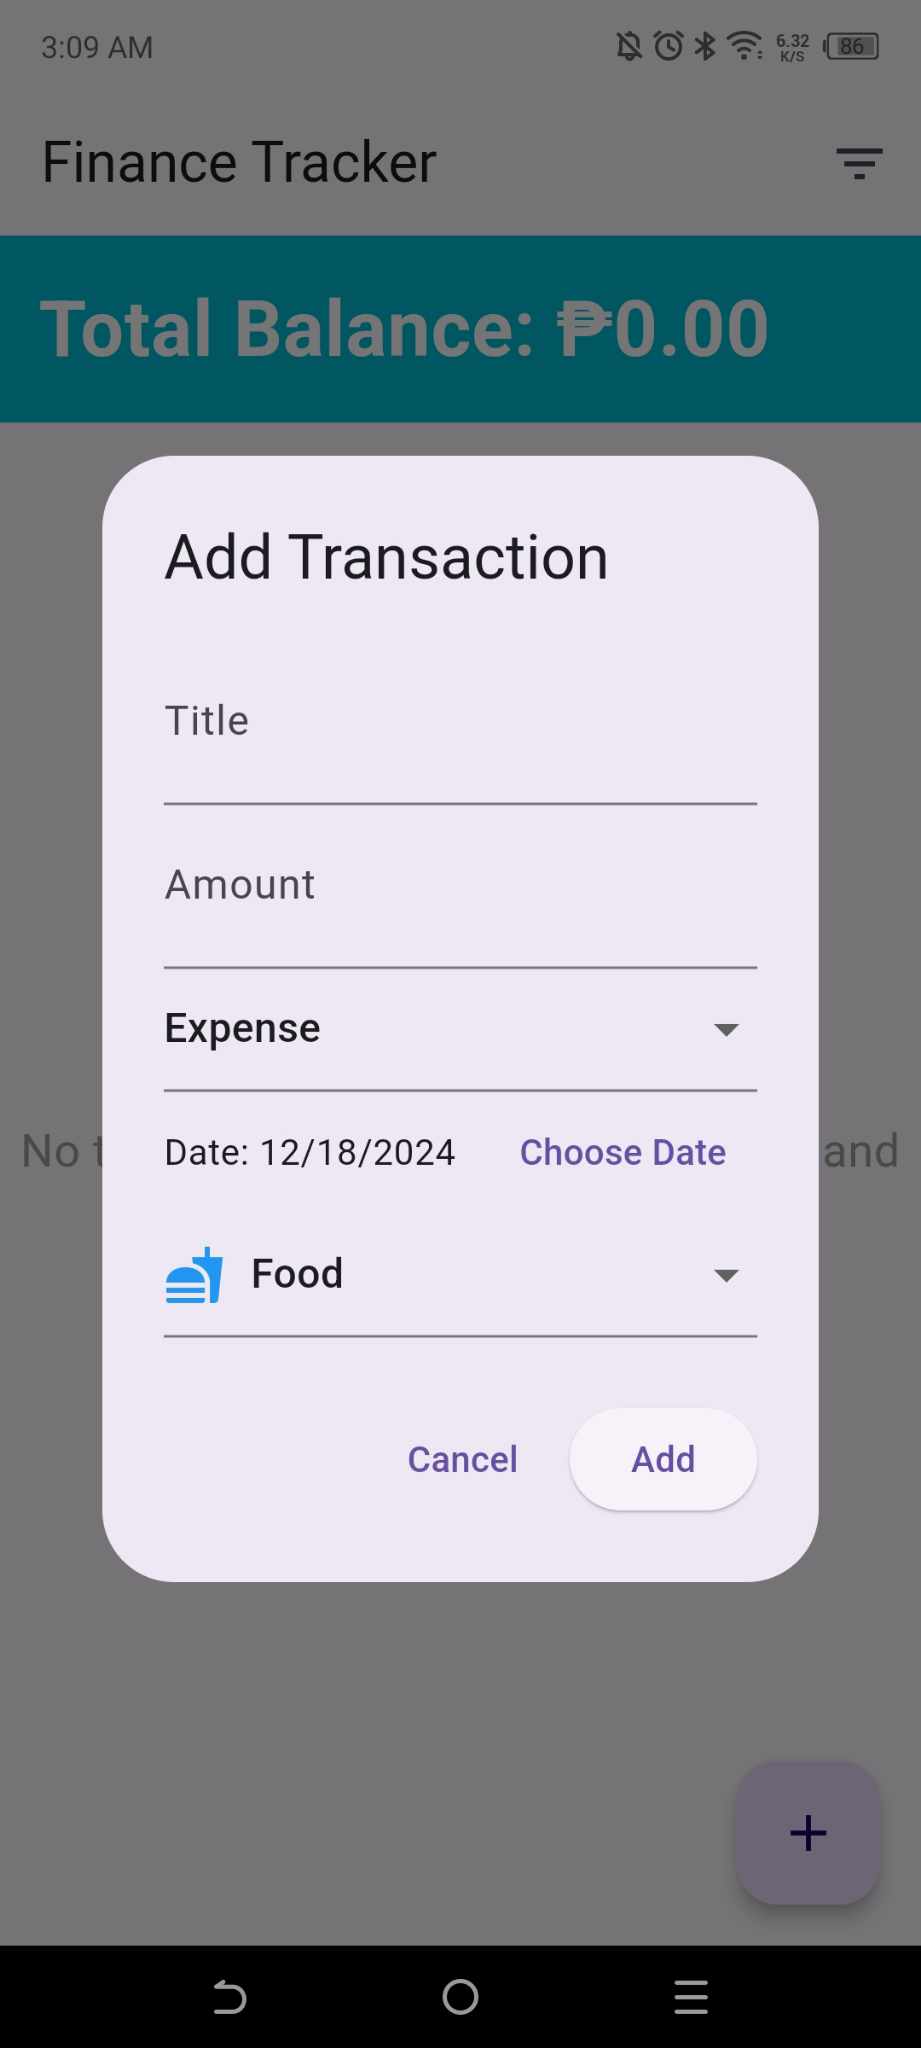 3:09 AM
6.32
K/S
86
Finance Tracker
Total Balance: ₱0.00
Add Transaction
Title
Amount
Expense
No
and
Date: 12/18/2024
Choose Date
Food
Cancel
Add